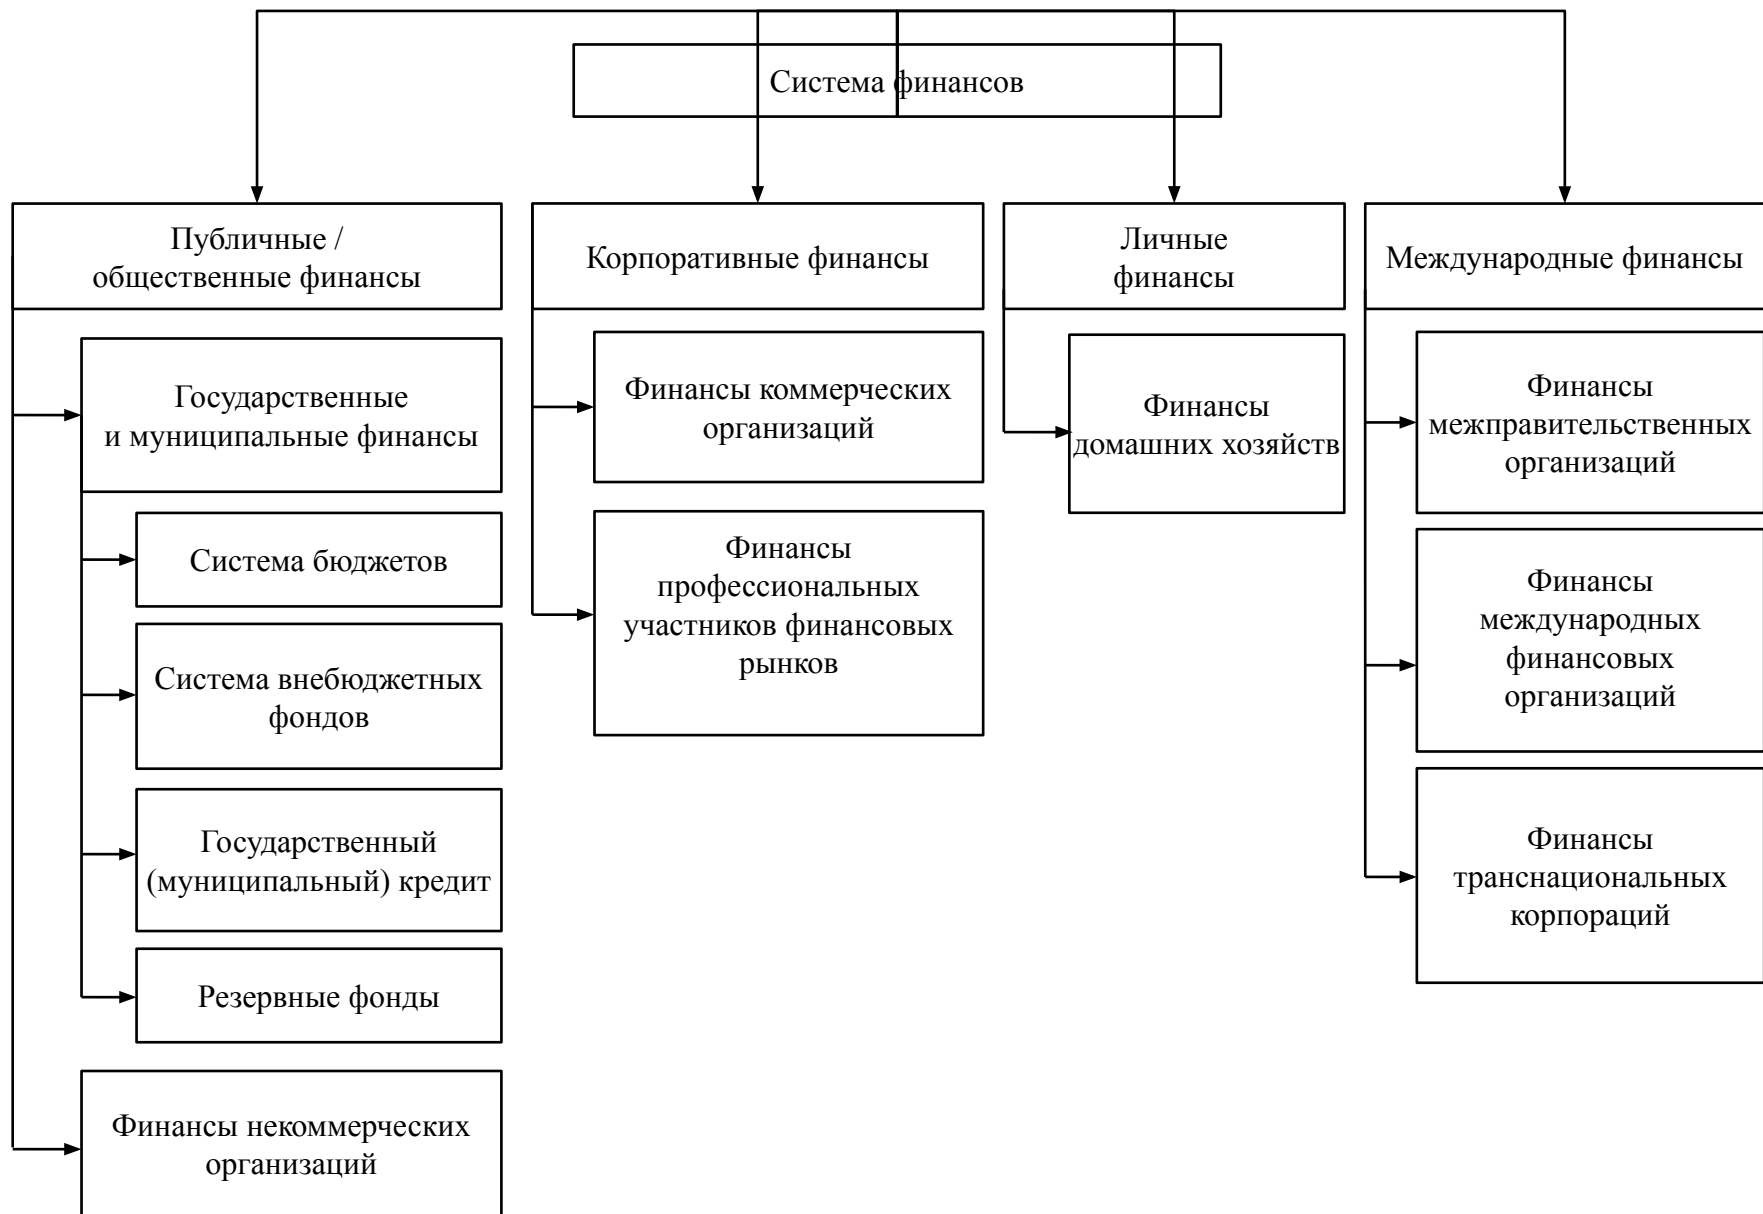 Система финансов
Публичные /
общественные финансы
Корпоративные финансы
Личные
финансы
Международные финансы
Государственные
и муниципальные финансы
Система бюджетов
Система внебюджетных
фондов
Государственный
(муниципальный) кредит
Резервные фонды
Финансы некоммерческих
организаций
Финансы коммерческих
организаций
Финансы
профессиональных
участников финансовых
рынков
Финансы
домашних хозяйств
Финансы
межправительственных
организаций
Финансы
международных
финансовых
организаций
Финансы
транснациональных
корпораций